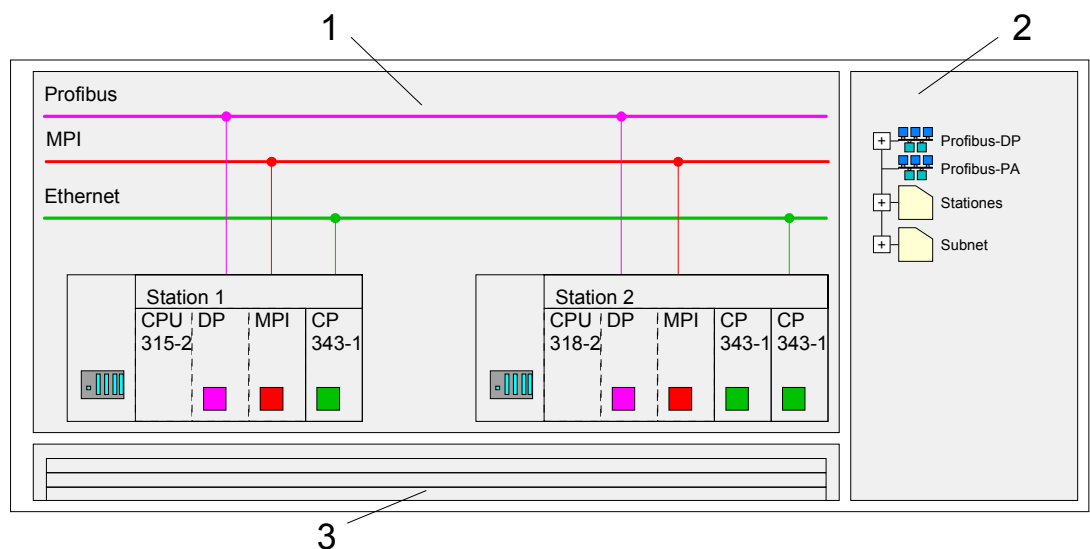 1
2
Profibus
MPI
Ethernet
Profibus-DP
Profibus-PA
Stationes
Subnet
Station 1
CPU 315-2
DP
MPI
CP 343-1
Station 2
CPU 318-2
DP
MPI
CP 343-1
CP 343-1
3